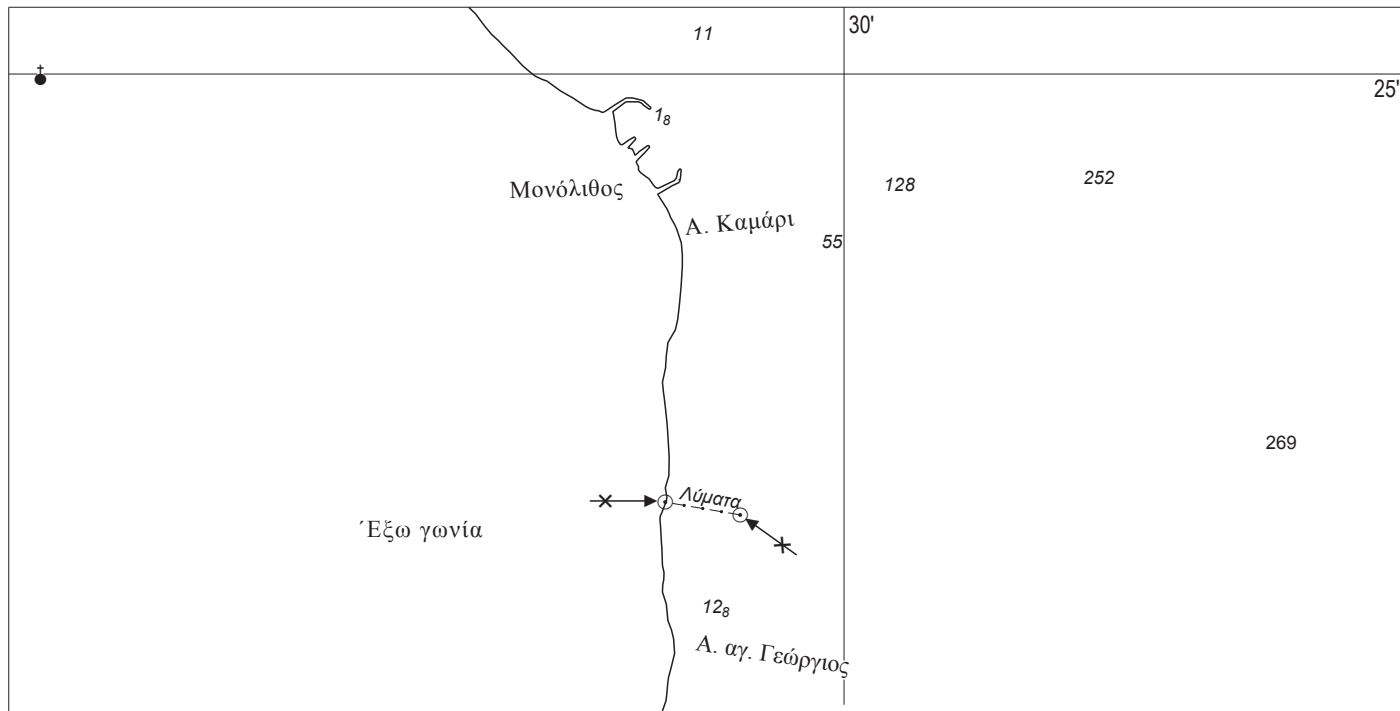 11
30'
25'
1₈
Μονόλιθος
128
252
Α. Καμάρι
55
269
Λύματα
Έξω γωνία
12₈
Α. αγ. Γεώργιος